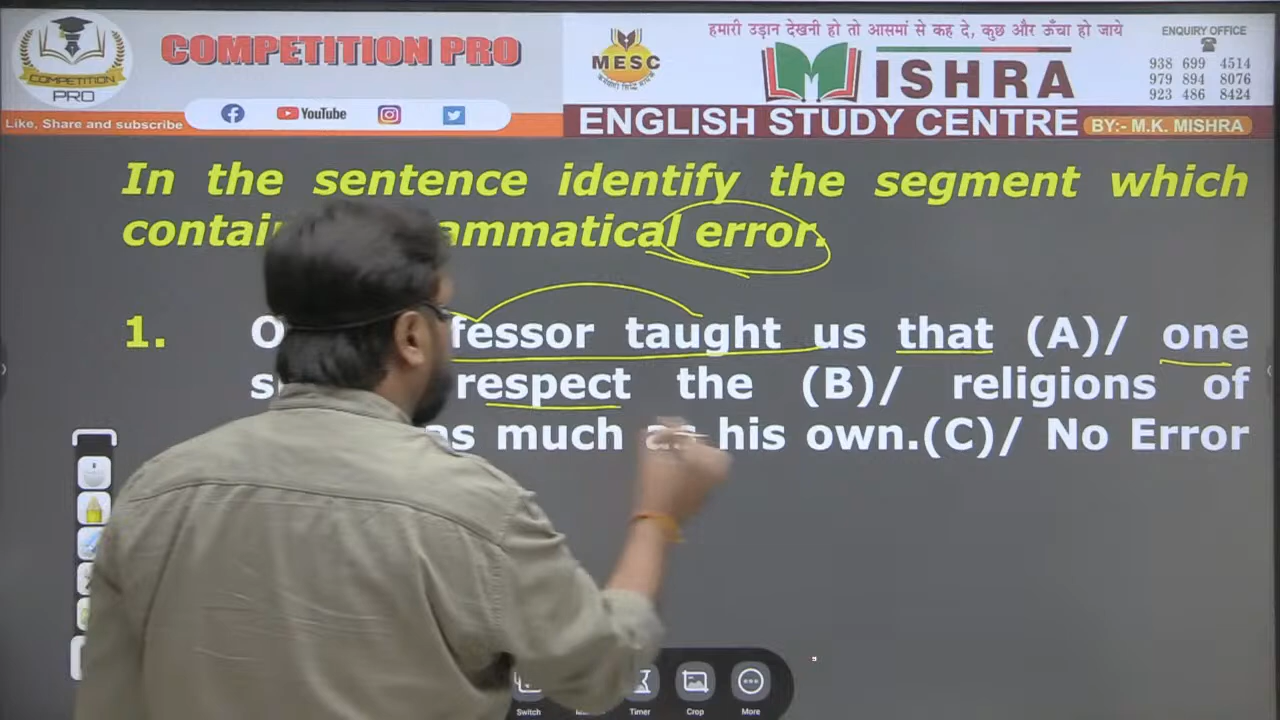 COMPETITION PRO
COMPETITION
PRO
Like, Share and subscribe
YouTube
MESC
हमारी उड़ान देखनी हो तो आसमां से कह दे, कुछ और ऊँचा हो जाये
ISHRA
ENGLISH STUDY CENTRE
BY:- M.K. MISHRA
ENQUIRY OFFICE
938 699 4514
979 894 8076
923 486 8424
In the sentence identify the segment which
contai ammatical error.
1. O fessor taught us that (A)/ one
s respect the (B)/ religions of
as much as his own.(C)/ No Error
Switch
Timer
Crop
More